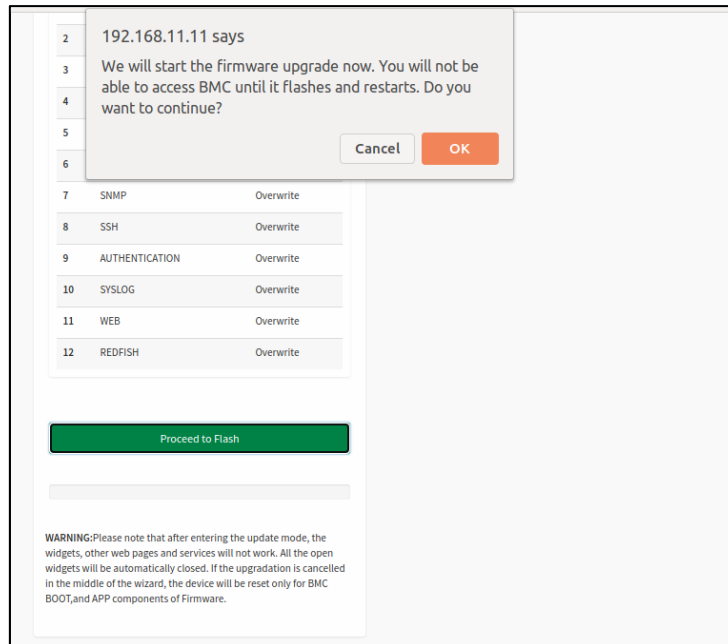 192.168.11.11 says
We will start the firmware upgrade now. You will not be
able to access BMC until it flashes and restarts. Do you
want to continue?
Cancel OK
2
3
4
5
6
7 SNMP Overwrite
8 SSH Overwrite
9 AUTHENTICATION Overwrite
10 SYSLOG Overwrite
11 WEB Overwrite
12 REDFISH Overwrite
Proceed to Flash
WARNING:Please note that after entering the update mode, the
widgets, other web pages and services will not work. All the open
widgets will be automatically closed. If the upgradation is cancelled
in the middle of the wizard, the device will be reset only for BMC
BOOT,and APP components of Firmware.